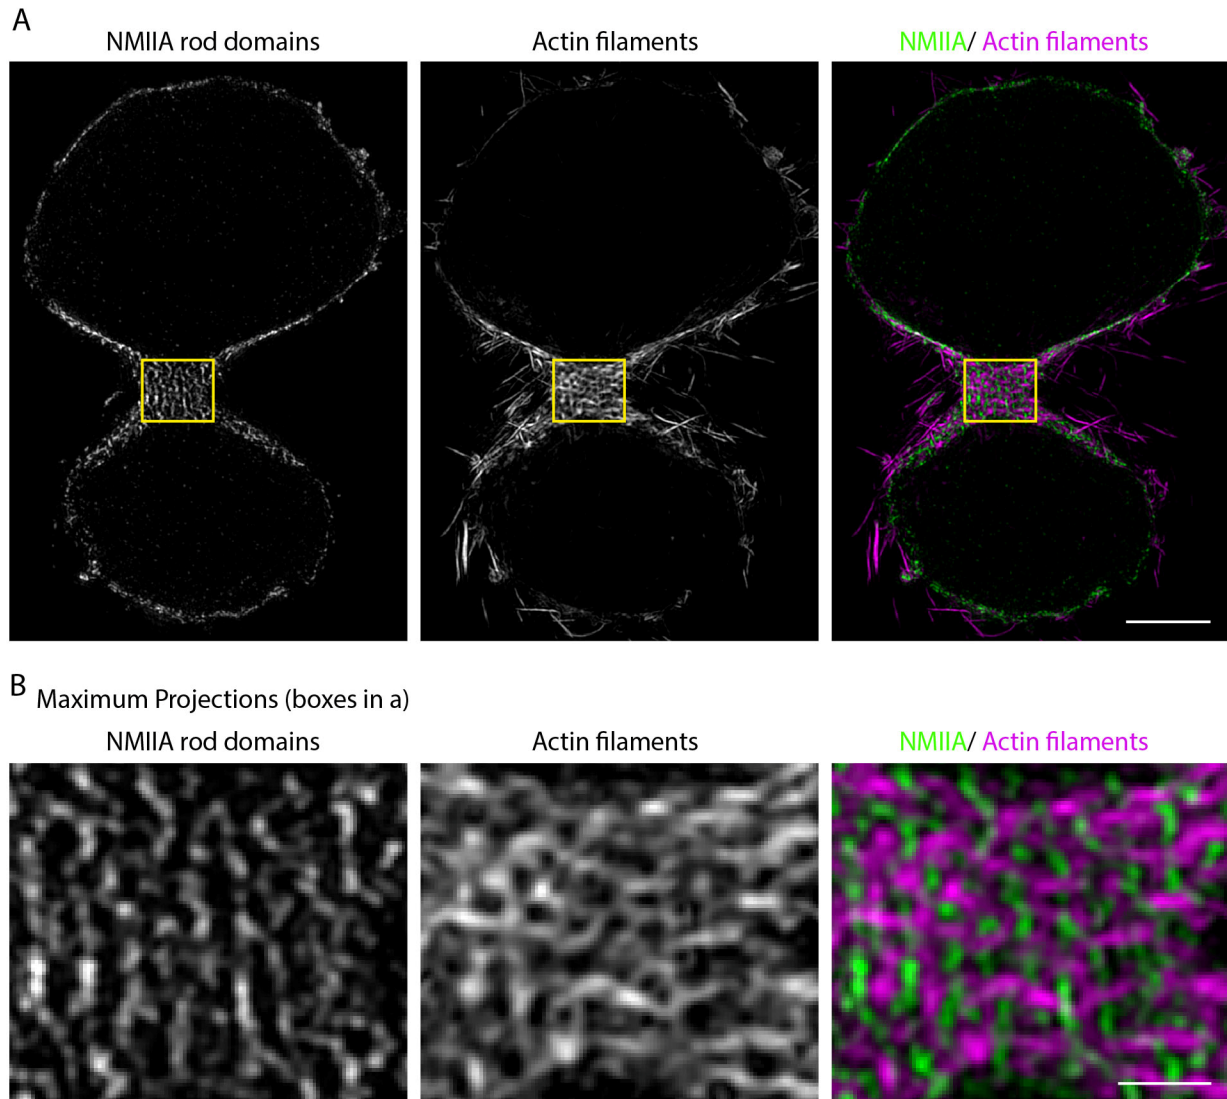 A
NMIIA rod domains
Actin filaments
NMIIA/ Actin filaments
B
Maximum Projections (boxes in a)
NMIIA rod domains
Actin filaments
NMIIA/ Actin filaments